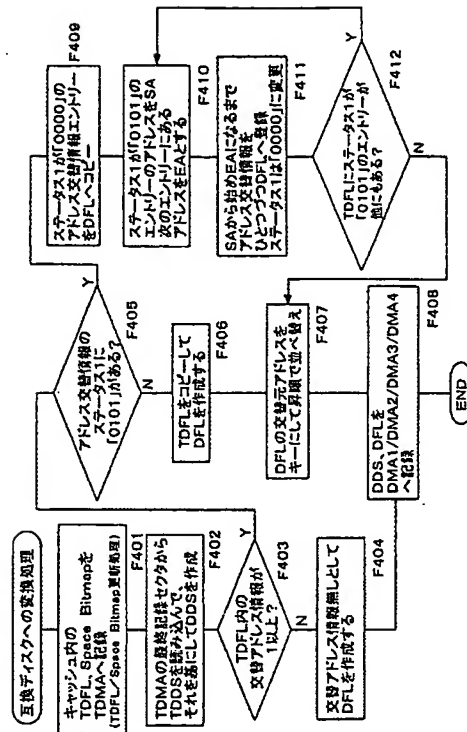 互換ディスクへの変換処理
キャッシュ内の
TDFL、Space Bitmapを
TDMAへ記録
(TDFL/Space Bitmap更新処理)
F401
TDMAの最終記録セクタから
TDDSを読み込んで、
それを基にしてDDSを作成
F402
TDFL内の
交替アドレス情報が
1以上？
F403
Y
N
交替アドレス情報無しとして
DFLを作成する
F404
アドレス交替情報の
ステータス1に
「0101」がある？
F405
Y
N
TDFLをコピーして
DFLを作成する
F406
DFLの交替元アドレスを
キーにして昇順で並べ替え
F407
DDS、DFLを
DMA1/DMA2/DMA3/DMA4
へ記録
F408
END
ステータス1が「0000」の
アドレス交替情報エントリー
をDFLへコピー
F409
ステータス1が「0101」の
エントリーのアドレスをSA
次のエントリーにある
アドレスをEAとする
F410
SAから始めEAになるまで
アドレス交替情報を
ひとつづつDFLへ登録
ステータス1は「0000」に変更
F411
TDFLにステータス1が
「0101」のエントリーが
他にもある？
F412
Y
N